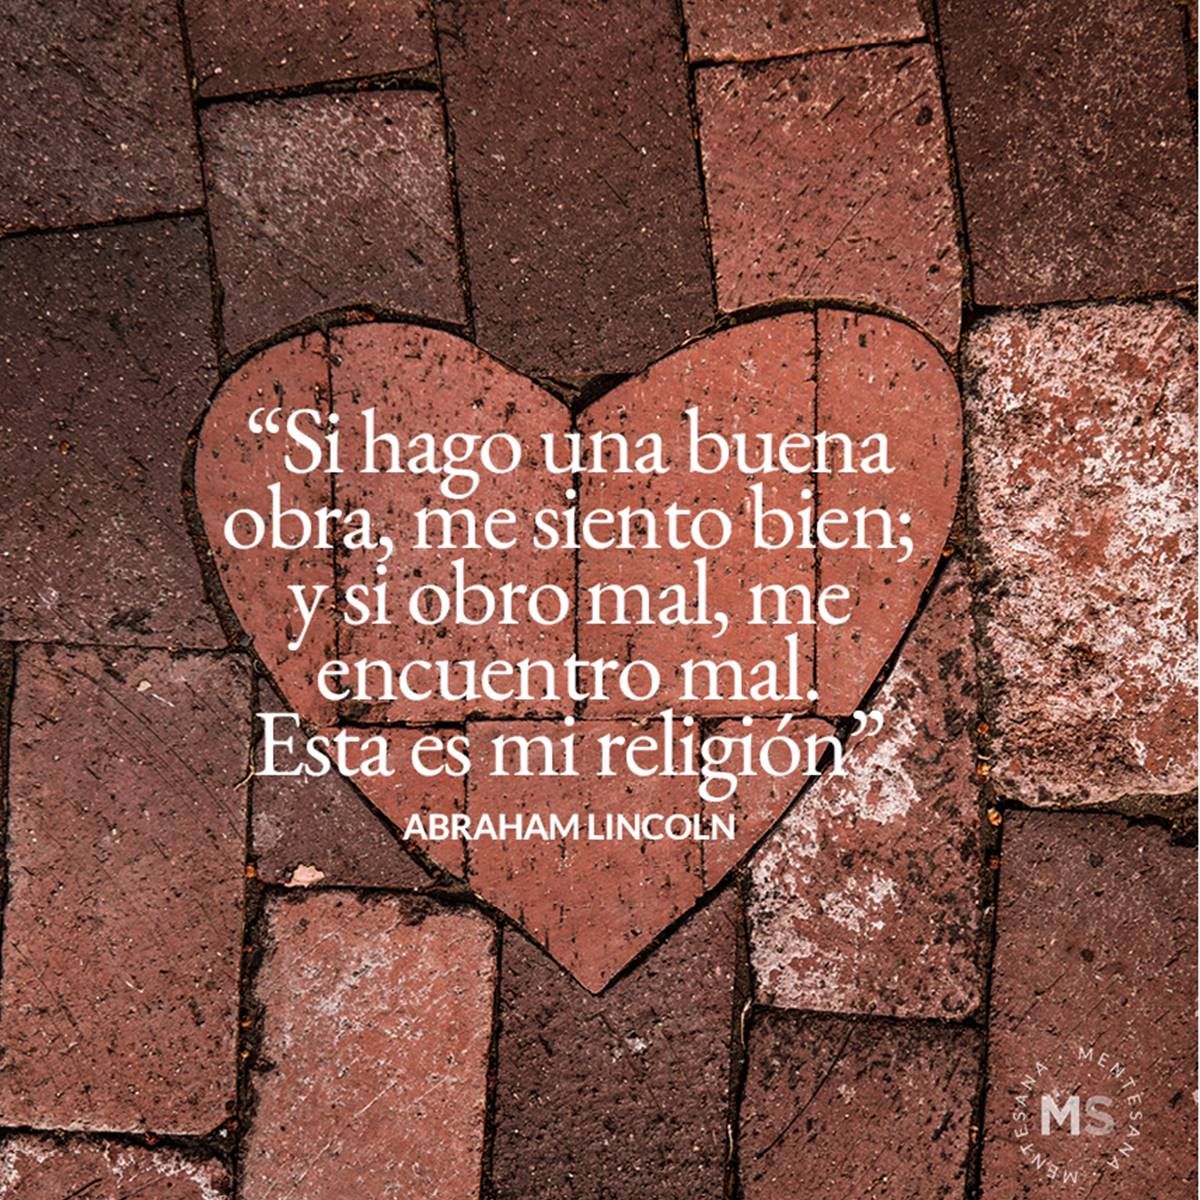 “Si hago una buena
obra, me siento bien;
y si obro mal, me
encuentro mal.
Esta es mi religión”
ABRAHAM LINCOLN
MENTESANA · MENTESANA ·
MS